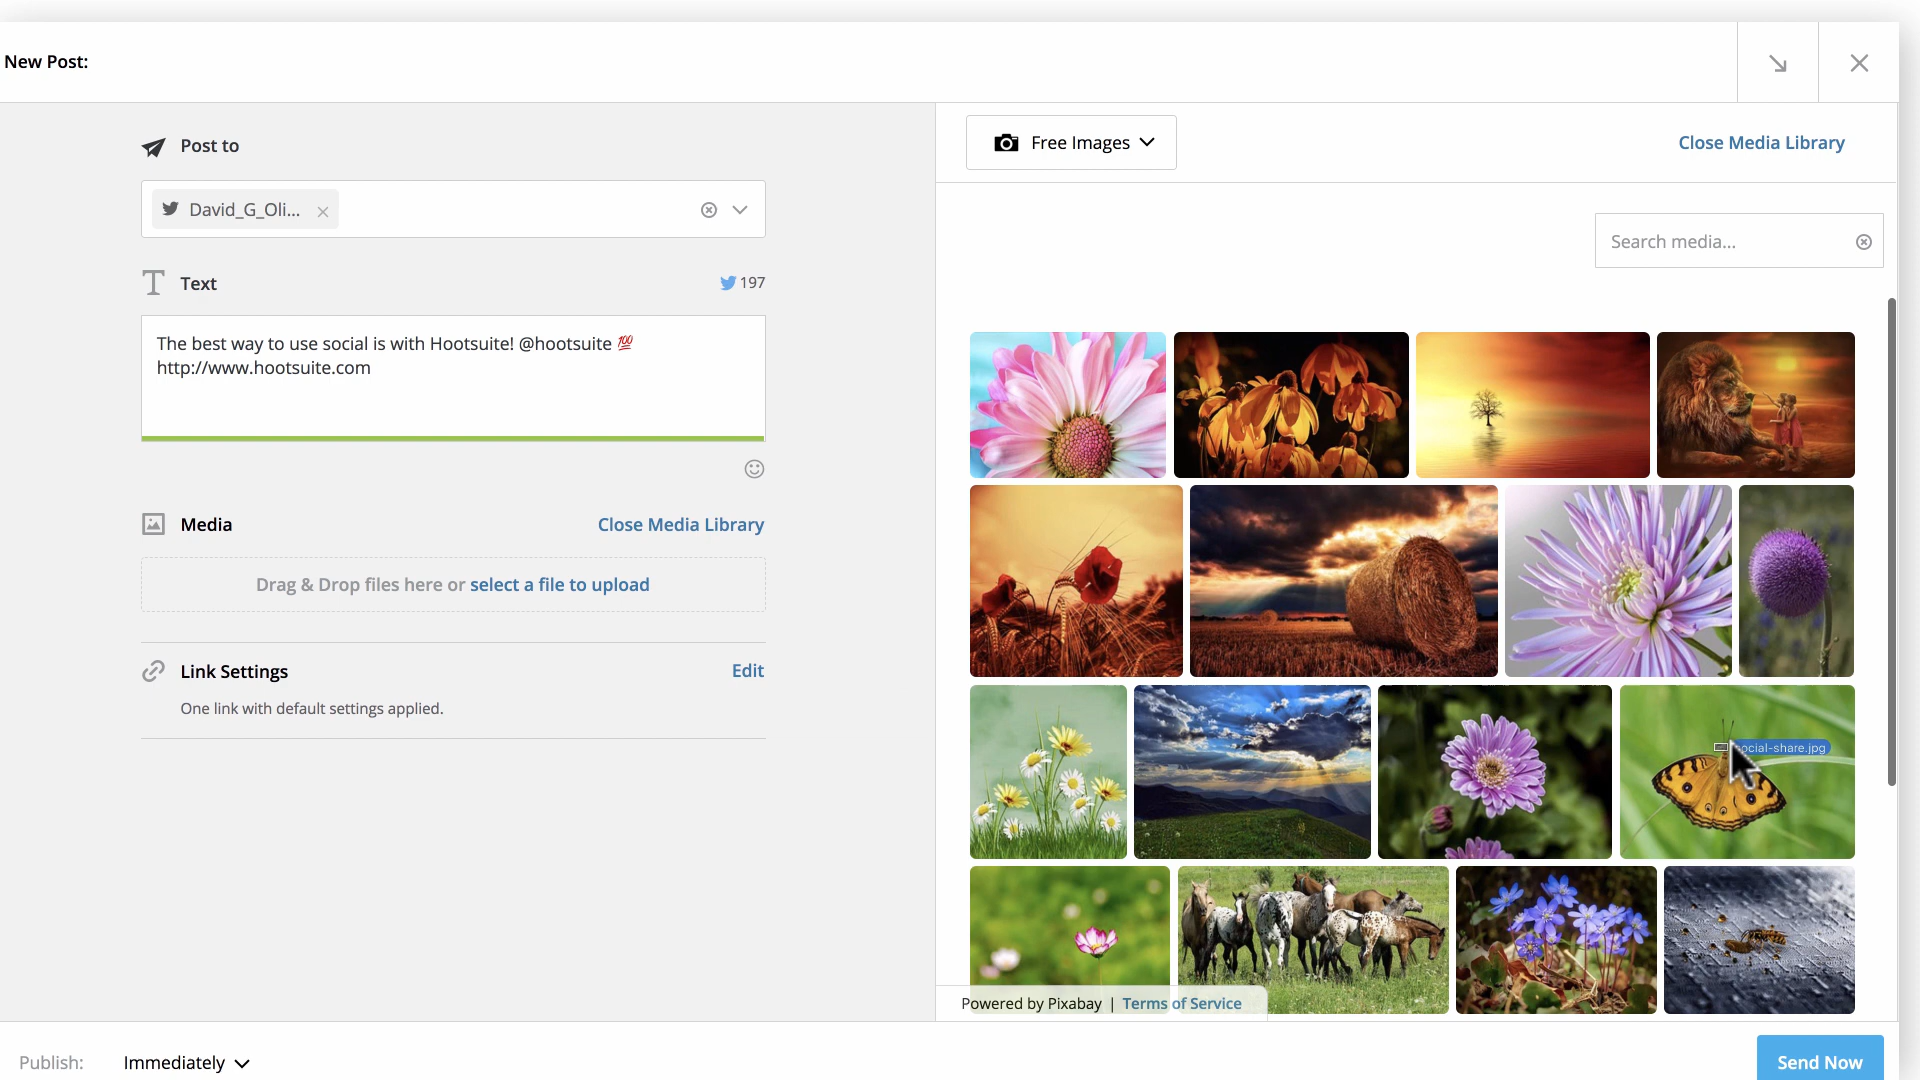 New Post:
Post to
David_G_Oli...
Text
197
The best way to use social is with Hootsuite! @hootsuite 💯
http://www.hootsuite.com
Media
Close Media Library
Drag & Drop files here or select a file to upload
Link Settings
Edit
One link with default settings applied.
Free Images
Close Media Library
Search media...
social-share.jpg
Powered by Pixabay | Terms of Service
Publish:
Immediately
Send Now